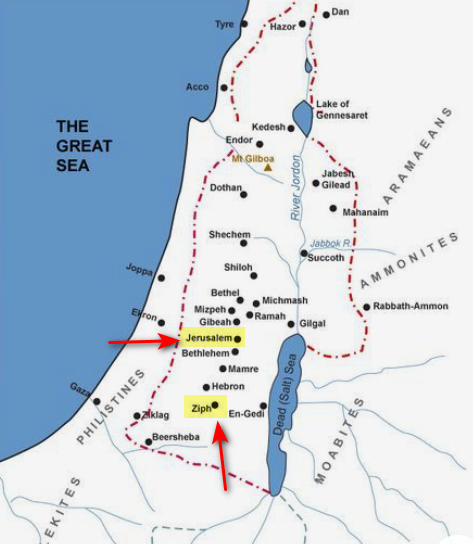 Dan
Tyre
Hazor
Acco
Lake of
Gennesaret
THE
GREAT
SEA
Kedesh
Endor
Mt Gilboa
ARAMAEANS
River Jordon
Jabesh
Gilead
Dothan
Mahanaim
Shechem
Jabbok R.
Succoth
AMMONITES
Joppa
Shiloh
Bethel
Michmash
Mizpeh
Ramah
Rabbath-Ammon
Ekron
Gibeah
Gilgal
Jerusalem
Bethlehem
Mamre
Dead (Salt) Sea
Hebron
Gaza
PHILISTINES
Ziph
En-Gedi
Ziklag
MOABITES
Beersheba
EKITES